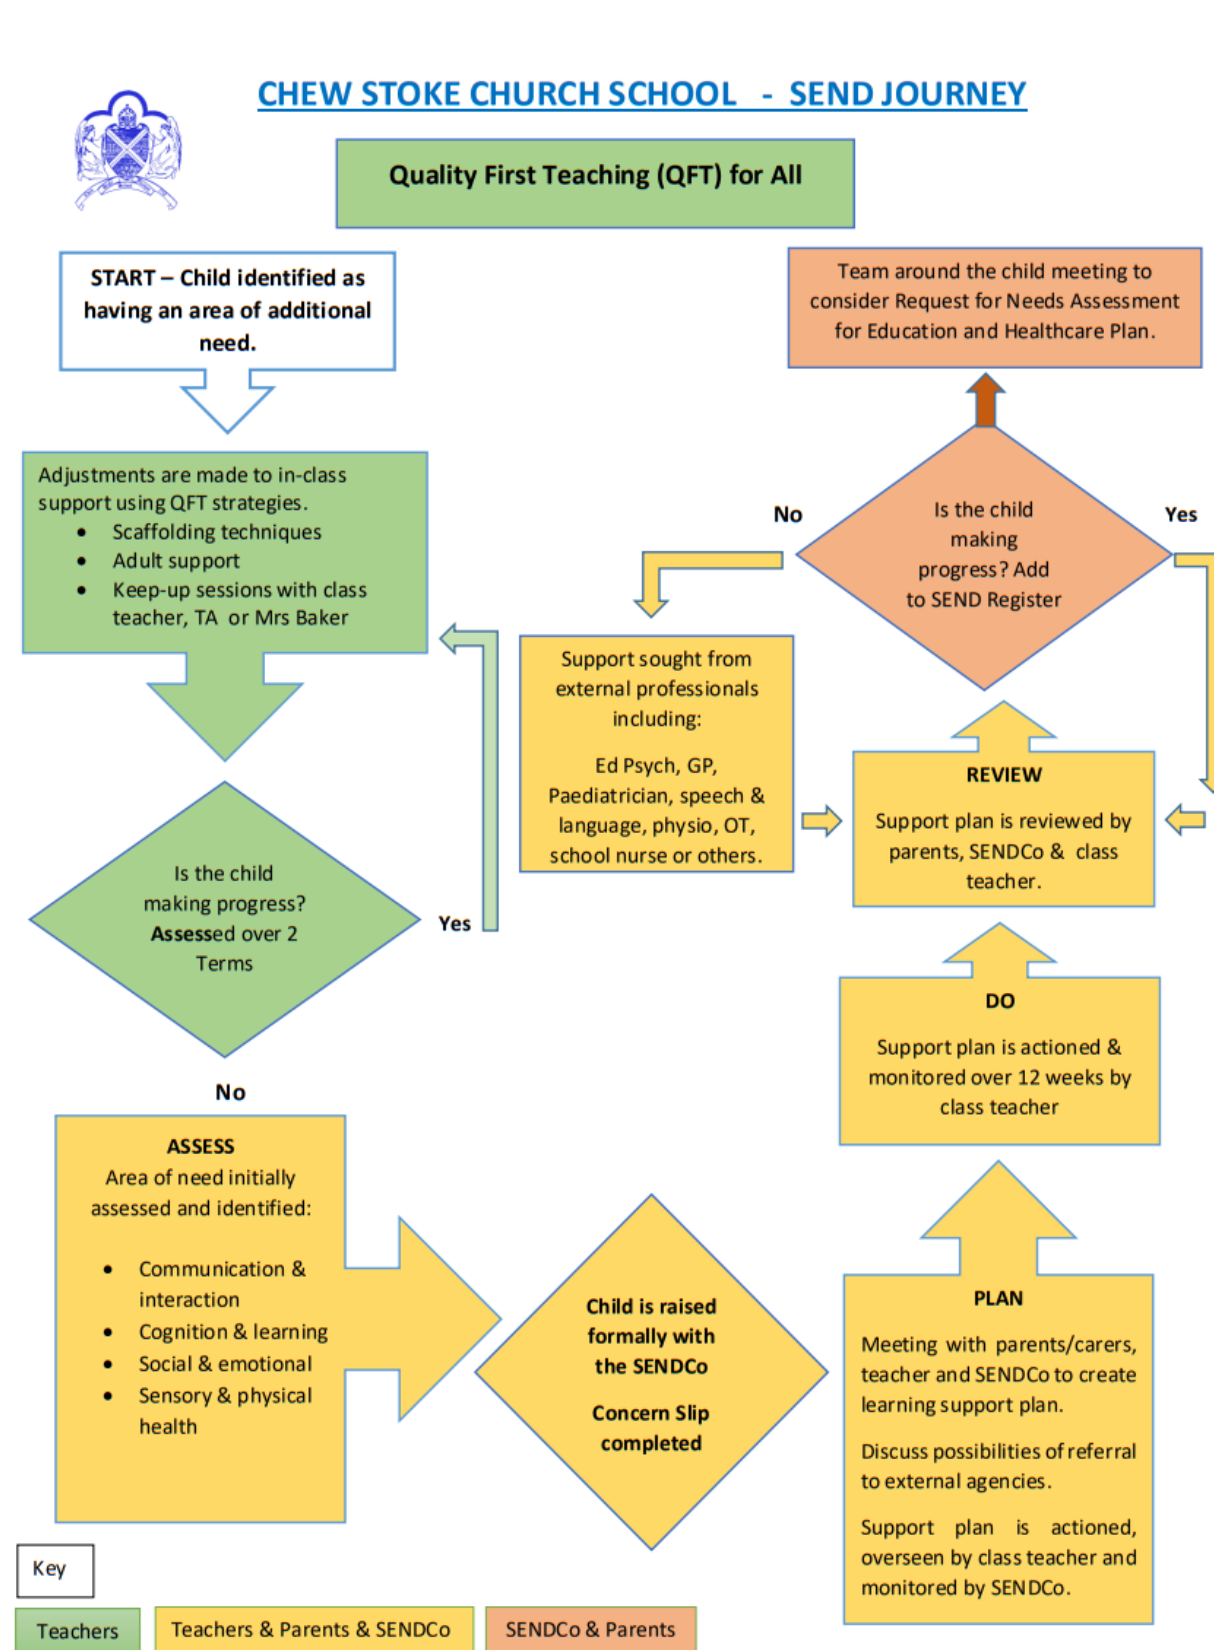 CHEW STOKE CHURCH SCHOOL - SEND JOURNEY
Quality First Teaching (QFT) for All
START – Child identified as
having an area of additional
need.
Adjustments are made to in-class
support using QFT strategies.
• Scaffolding techniques
• Adult support
• Keep-up sessions with class
teacher, TA or Mrs Baker
Is the child
making progress?
Assessed over 2
Terms
Yes
No
ASSESS
Area of need initially
assessed and identified:
• Communication &
interaction
• Cognition & learning
• Social & emotional
• Sensory & physical
health
Child is raised
formally with
the SENDCo
Concern Slip
completed
PLAN
Meeting with parents/carers,
teacher and SENDCo to create
learning support plan.
Discuss possibilities of referral
to external agencies.
Support plan is actioned,
overseen by class teacher and
monitored by SENDCo.
DO
Support plan is actioned &
monitored over 12 weeks by
class teacher
REVIEW
Support plan is reviewed by
parents, SENDCo & class
teacher.
Is the child
making
progress? Add
to SEND Register
No
Yes
Support sought from
external professionals
including:
Ed Psych, GP,
Paediatrician, speech &
language, physio, OT,
school nurse or others.
Team around the child meeting to
consider Request for Needs Assessment
for Education and Healthcare Plan.
Key
Teachers
Teachers & Parents & SENDCo
SENDCo & Parents